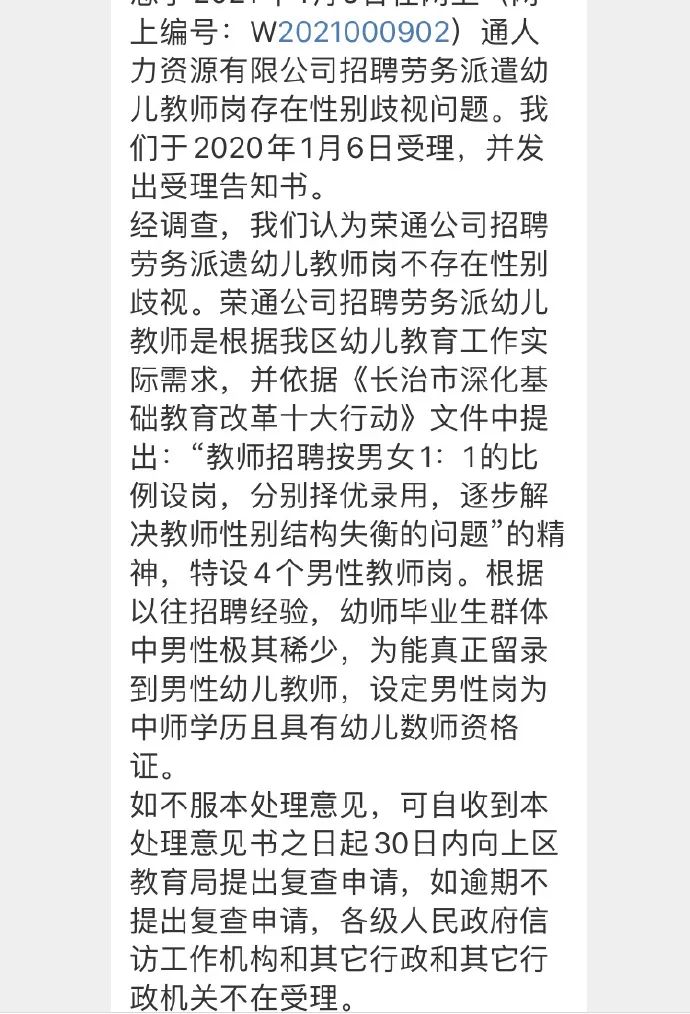 上编号：W2021000902）通人
力资源有限公司招聘劳务派遣幼
儿教师岗存在性别歧视问题。我
们于2020年1月6日受理，并发
出受理告知书。
经调查，我们认为荣通公司招聘
劳务派遗幼儿教师岗不存在性别
歧视。荣通公司招聘劳务派幼儿
教师是根据我区幼儿教育工作实
际需求，并依据《长治市深化基
础教育改革十大行动》文件中提
出：“教师招聘按男女1：1的比
例设岗，分别择优录用，逐步解
决教师性别结构失衡的问题”的精
神，特设4个男性教师岗。根据
以往招聘经验，幼师毕业生群体
中男性极其稀少，为能真正留录
到男性幼儿教师，设定男性岗为
中师学历且具有幼儿数师资格
证。
如不服本处理意见，可自收到本
处理意见书之日起30日内向上区
教育局提出复查申请，如逾期不
提出复查申请，各级人民政府信
访工作机构和其它行政和其它行
政机关不在受理。